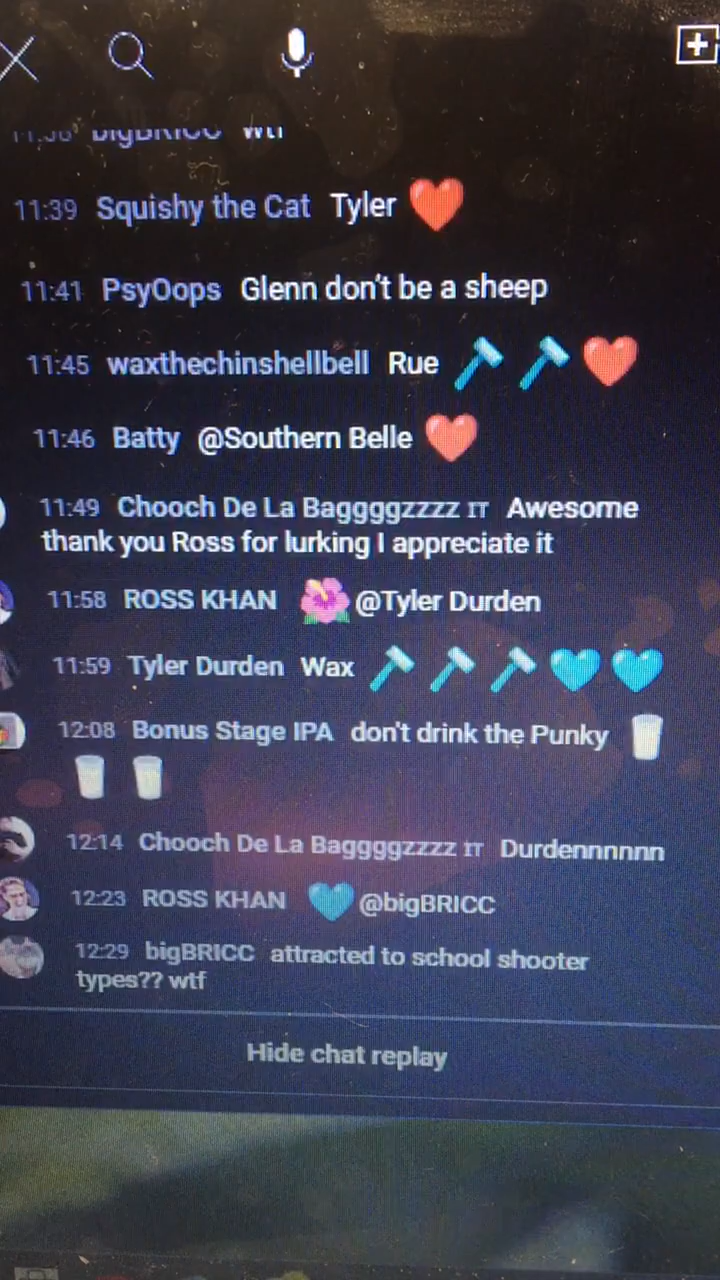 bigBRICC wtf
11:39 Squishy the Cat Tyler ❤️
11:41 PsyOops Glenn don't be a sheep
11:45 waxthechinshellbell Rue 🪒 🪒 ❤️
11:46 Batty @Southern Belle ❤️
11:49 Chooch De La Baggggzzzz IT Awesome
thank you Ross for lurking I appreciate it
11:58 ROSS KHAN 🌺@Tyler Durden
11:59 Tyler Durden Wax 🪒 🪒 🪒 🩵 🩵
12:08 Bonus Stage IPA don't drink the Punky 🥛
🥛 🥛
12:14 Chooch De La Baggggzzzz IT Durdennnnnn
12:23 ROSS KHAN 🩵@bigBRICC
12:29 bigBRICC attracted to school shooter
types?? wtf
Hide chat replay